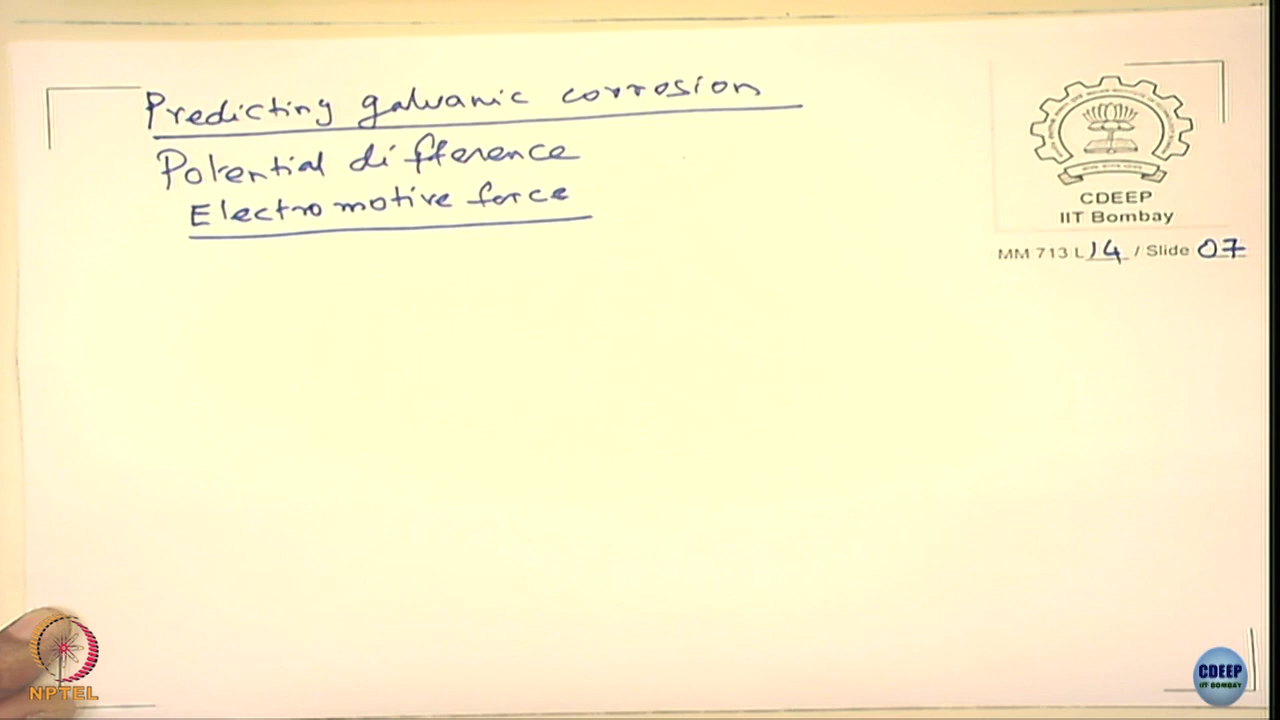 Predicting galvanic corrosion
Potential difference
Electromotive force
CDEEP
IIT Bombay
MM 713 L 14 / Slide 07
NPTEL
CDEEP
IIT BOMBAY